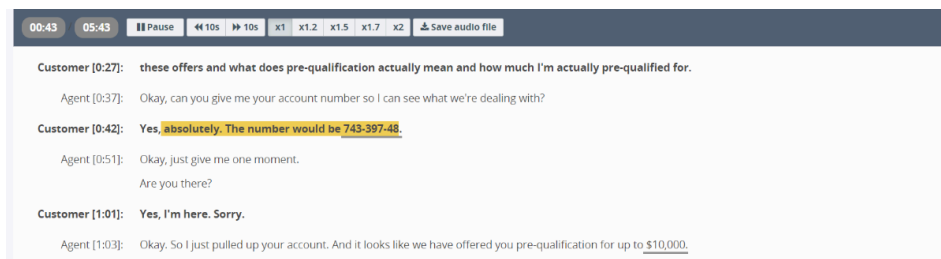 00:43 05:43 Pause 10s 10s x1 x1.2 x1.5 x1.7 x2 Save audio file
Customer [0:27]: these offers and what does pre-qualification actually mean and how much I'm actually pre-qualified for.
Agent [0:37]: Okay, can you give me your account number so I can see what we're dealing with?
Customer [0:42]: Yes, absolutely. The number would be 743-397-48.
Agent [0:51]: Okay, just give me one moment.
Are you there?
Customer [1:01]: Yes, I'm here. Sorry.
Agent [1:03]: Okay. So I just pulled up your account. And it looks like we have offered you pre-qualification for up to $10,000.